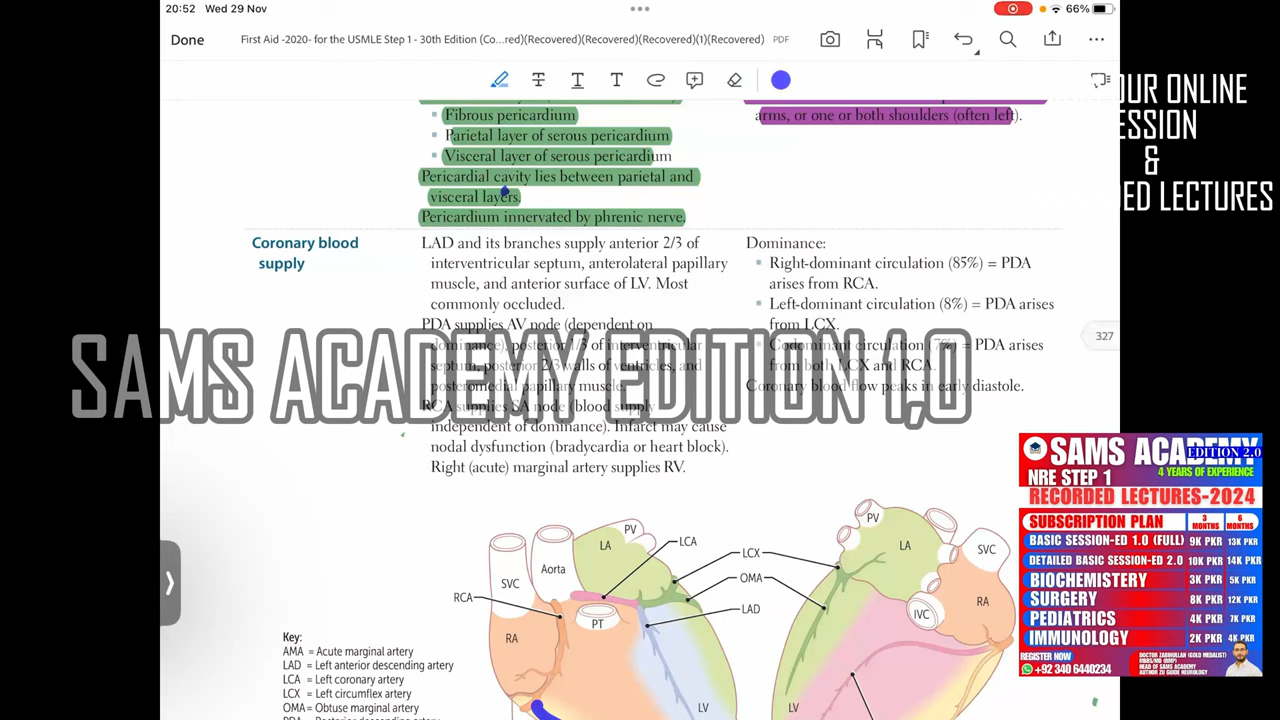 20:52 Wed 29 Nov
66%
Done
First Aid -2020- for the USMLE Step 1 - 30th Edition (Co...red)(Recovered)(Recovered)(Recovered)(1)(Recovered) PDF
OUR ONLINE
ESSION
&
DED LECTURES
Fibrous pericardium
Parietal layer of serous pericardium
Visceral layer of serous pericardium
Pericardial cavity lies between parietal and
visceral layers.
Pericardium innervated by phrenic nerve.
arms, or one or both shoulders (often left).
Coronary blood
supply
LAD and its branches supply anterior 2/3 of
interventricular septum, anterolateral papillary
muscle, and anterior surface of LV. Most
commonly occluded.
PDA supplies AV node (dependent on
dominance), posterior 1/3 of interventricular
septum, posterior 2/3 walls of ventricles, and
posteromedial papillary muscle.
RCA supplies SA node (blood supply
independent of dominance). Infarct may cause
nodal dysfunction (bradycardia or heart block).
Right (acute) marginal artery supplies RV.
Dominance:
Right-dominant circulation (85%) = PDA
arises from RCA.
Left-dominant circulation (8%) = PDA arises
from LCX.
Codominant circulation (7%) = PDA arises
from both LCX and RCA.
Coronary blood flow peaks in early diastole.
327
SAMS ACADEMY EDITION 1,0
PV
LA
LCA
SVC
Aorta
RCA
PT
RA
LCX
OMA
LAD
LV
PV
LA
SVC
IVC
RA
LV
Key:
AMA = Acute marginal artery
LAD = Left anterior descending artery
LCA = Left coronary artery
LCX = Left circumflex artery
OMA = Obtuse marginal artery
SAMS ACADEMY
EDITION 2.0
NRE STEP 1
4 YEARS OF EXPERIENCE
RECORDED LECTURES-2024
SUBSCRIPTION PLAN 3 MONTHS 6 MONTHS
BASIC SESSION-ED 1.0 (FULL) 9K PKR 13K PKR
DETAILED BASIC SESSION-ED 2.0 10K PKR 14K PKR
BIOCHEMISTRY 3K PKR 5K PKR
SURGERY 8K PKR 12K PKR
PEDIATRICS 4K PKR 7K PKR
IMMUNOLOGY 2K PKR 4K PKR
REGISTER NOW
+92 340 6440234
DOCTOR ZABIHULLAH (GOLD MEDALIST)
HEAD OF SAMS ACADEMY
AUTHOR ZU GUIDE NEUROLOGY